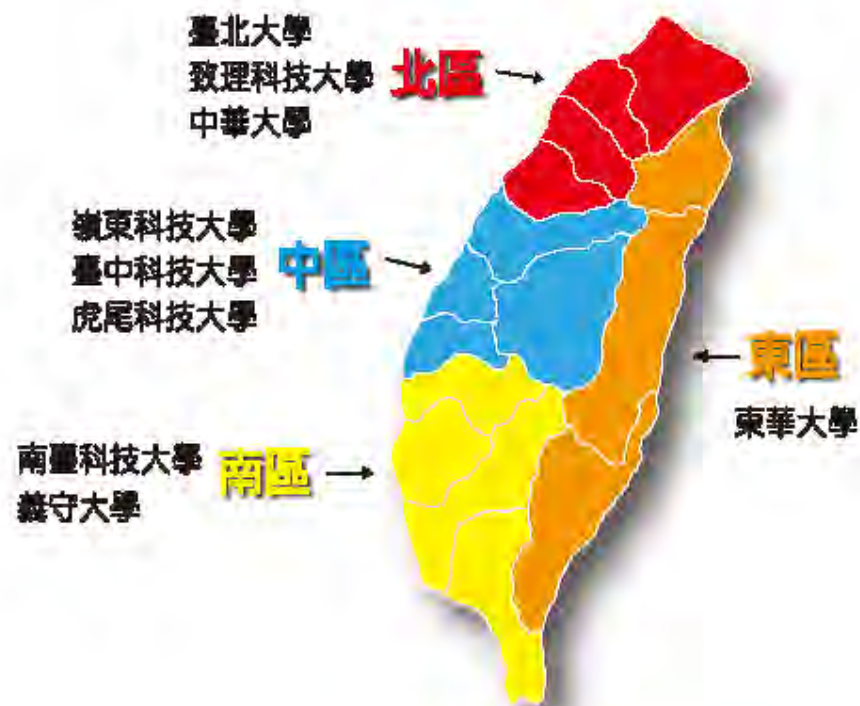 臺北大學
致理科技大學
中華大學
北區
嶺東科技大學
臺中科技大學
虎尾科技大學
中區
東區
東華大學
南臺科技大學
義守大學
南區